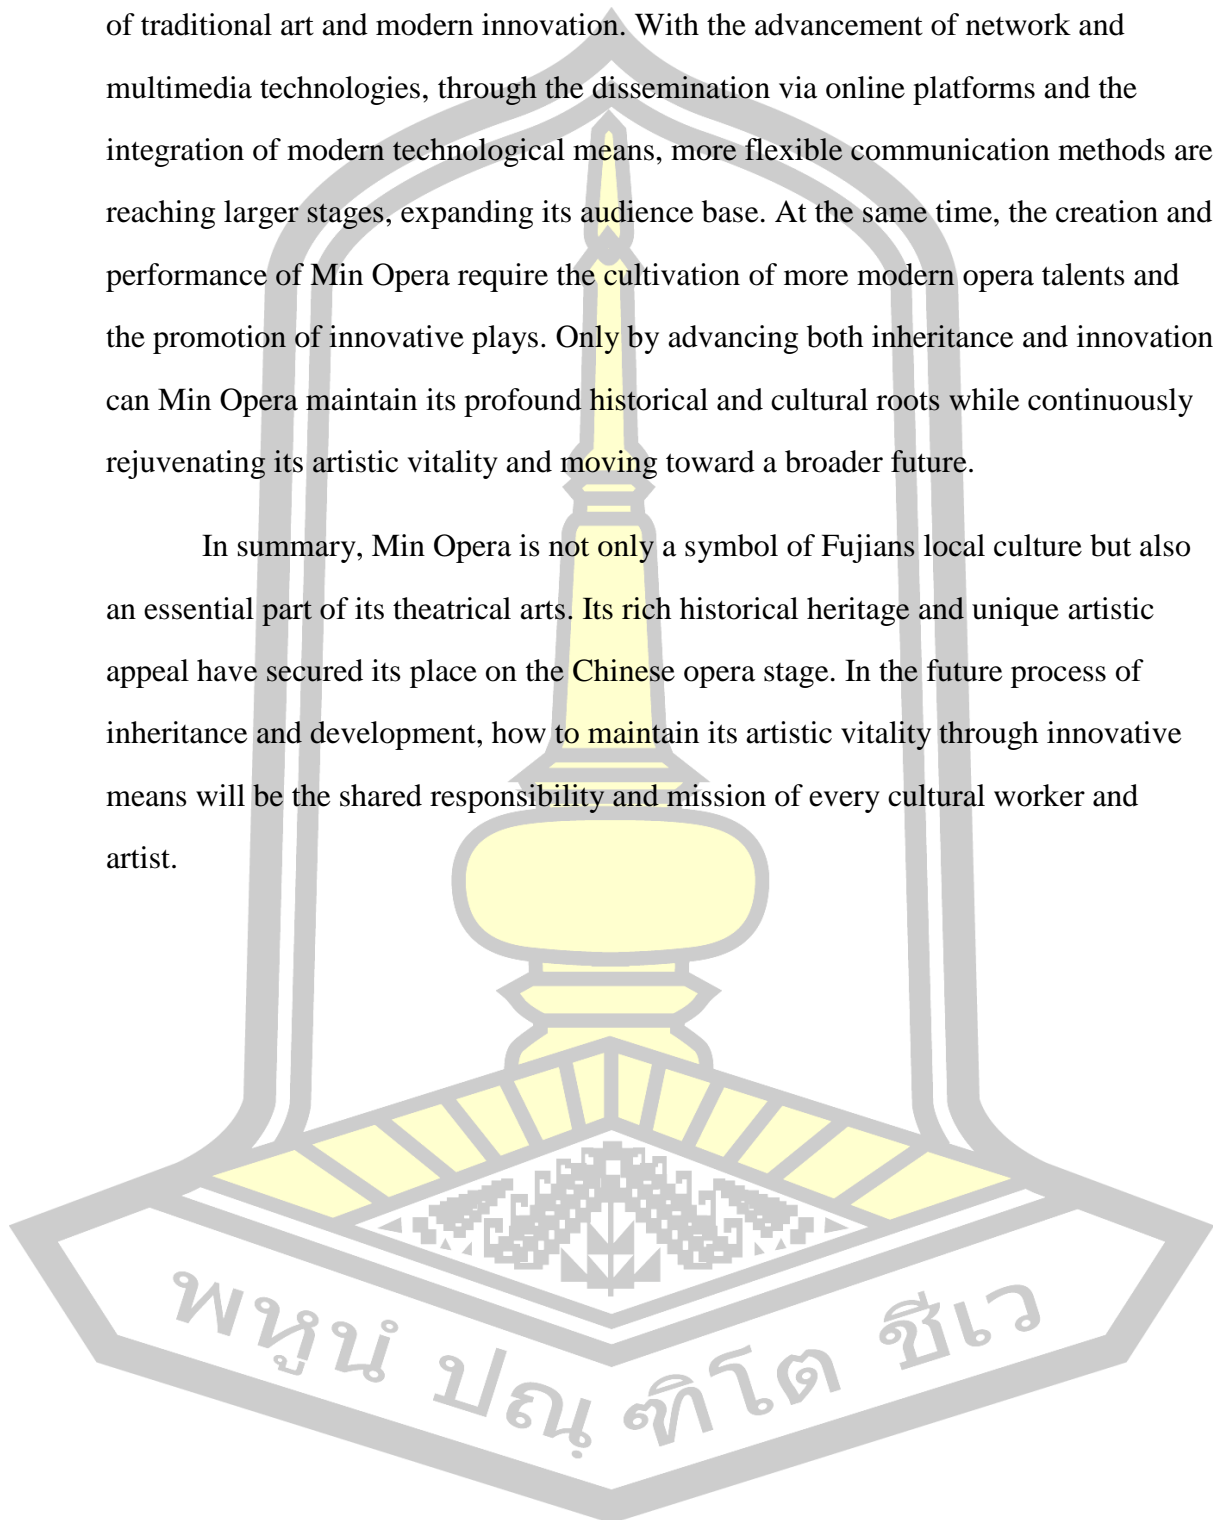 of traditional art and modern innovation. With the advancement of network and
multimedia technologies, through the dissemination via online platforms and the
integration of modern technological means, more flexible communication methods are
reaching larger stages, expanding its audience base. At the same time, the creation and
performance of Min Opera require the cultivation of more modern opera talents and
the promotion of innovative plays. Only by advancing both inheritance and innovation
can Min Opera maintain its profound historical and cultural roots while continuously
rejuvenating its artistic vitality and moving toward a broader future.
In summary, Min Opera is not only a symbol of Fujians local culture but also
an essential part of its theatrical arts. Its rich historical heritage and unique artistic
appeal have secured its place on the Chinese opera stage. In the future process of
inheritance and development, how to maintain its artistic vitality through innovative
means will be the shared responsibility and mission of every cultural worker and
artist.
พหูนํ ปณฺฑิโต ชีเว